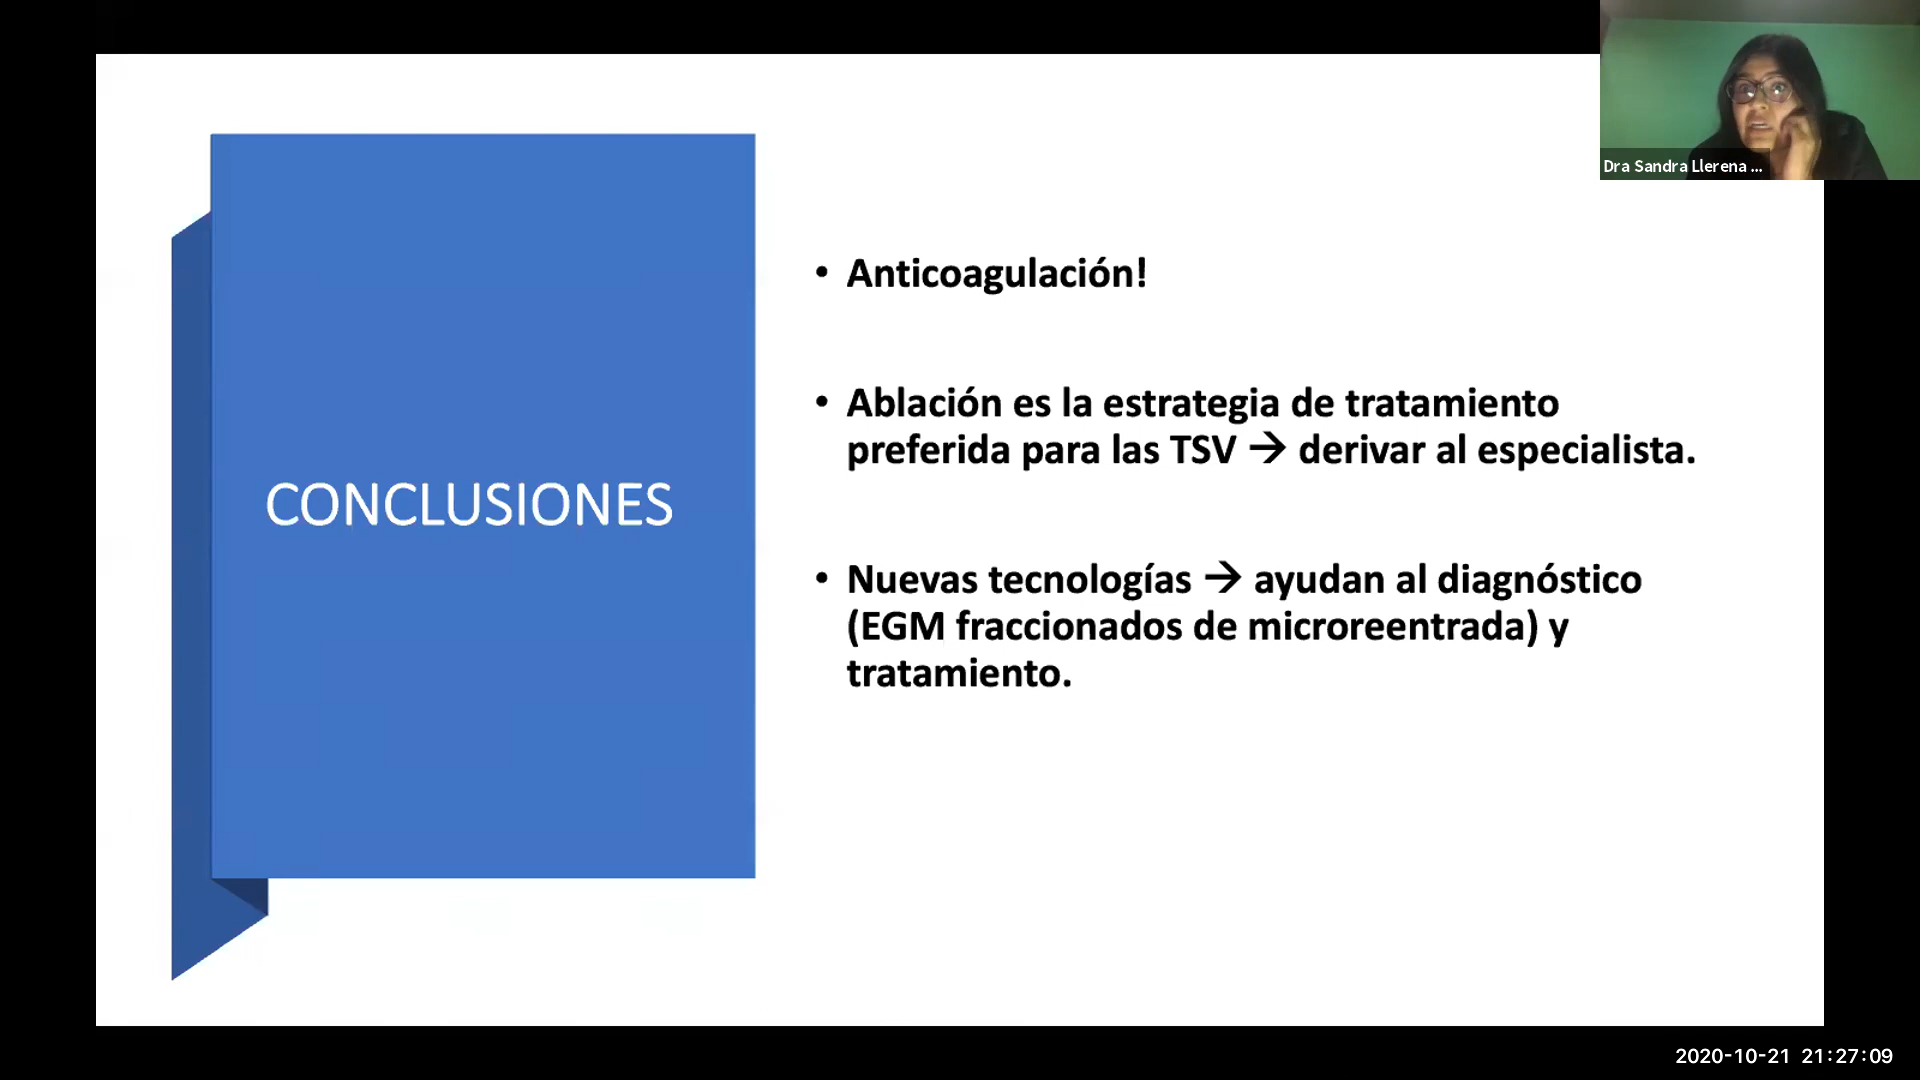 Dra Sandra Llerena ...
CONCLUSIONES
• Anticoagulación!
• Ablación es la estrategia de tratamiento
preferida para las TSV → derivar al especialista.
• Nuevas tecnologías → ayudan al diagnóstico
(EGM fraccionados de microreentrada) y
tratamiento.
2020-10-21 21:27:09